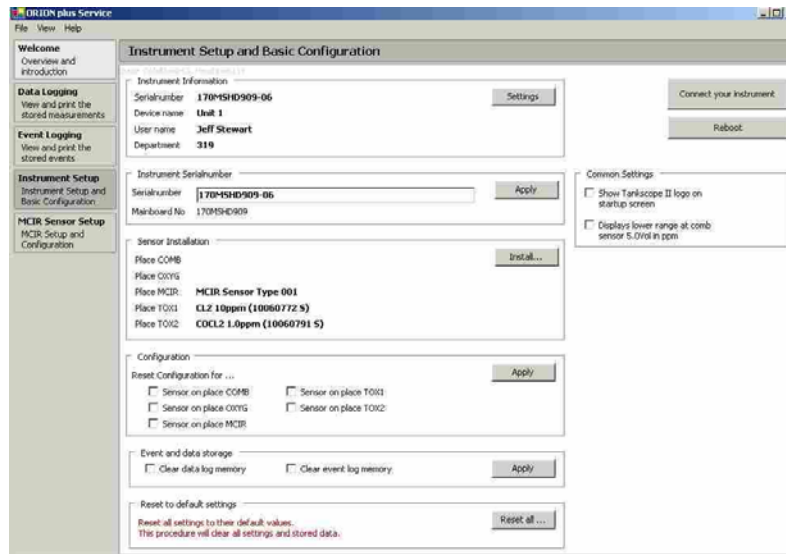 ORION plus Service
File View Help
Welcome
Overview and
introduction
Data Logging
View and print the
stored measurements
Event Logging
View and print the
stored events
Instrument Setup
Instrument Setup and
Basic Configuration
MCIR Sensor Setup
MCIR Setup and
Configuration
Instrument Setup and Basic Configuration
Instrument Information
Serialnumber 170MSHD909-06
Device name Unit 1
User name Jeff Stewart
Department 319
Settings
Connect your instrument
Reboot
Instrument Serialnumber
Serialnumber 170MSHD909-06
Mainboard No 170MSHD909
Apply
Common Settings
Show Tankscope II logo on
startup screen
Displays lower range at comb
sensor 5.0Vol in ppm
Sensor Installation
Place COMB
Place OXYG
Place MCIR MCIR Sensor Type 001
Place TOX1 CL2 10ppm (10060772 S)
Place TOX2 COCL2 1.0ppm (10060791 S)
Install...
Configuration
Reset Configuration for ...
Sensor on place COMB Sensor on place TOX1
Sensor on place OXYG Sensor on place TOX2
Sensor on place MCIR
Apply
Event and data storage
Clear data log memory Clear event log memory
Apply
Reset to default settings
Reset all settings to their default values.
This procedure will clear all settings and stored data.
Reset all ...